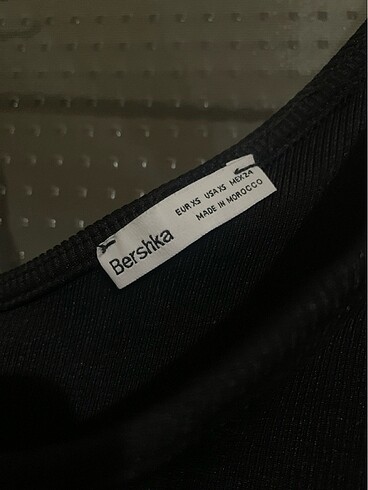 Bershka
EUR XS USA XS MEX 24
MADE IN MOROCCO